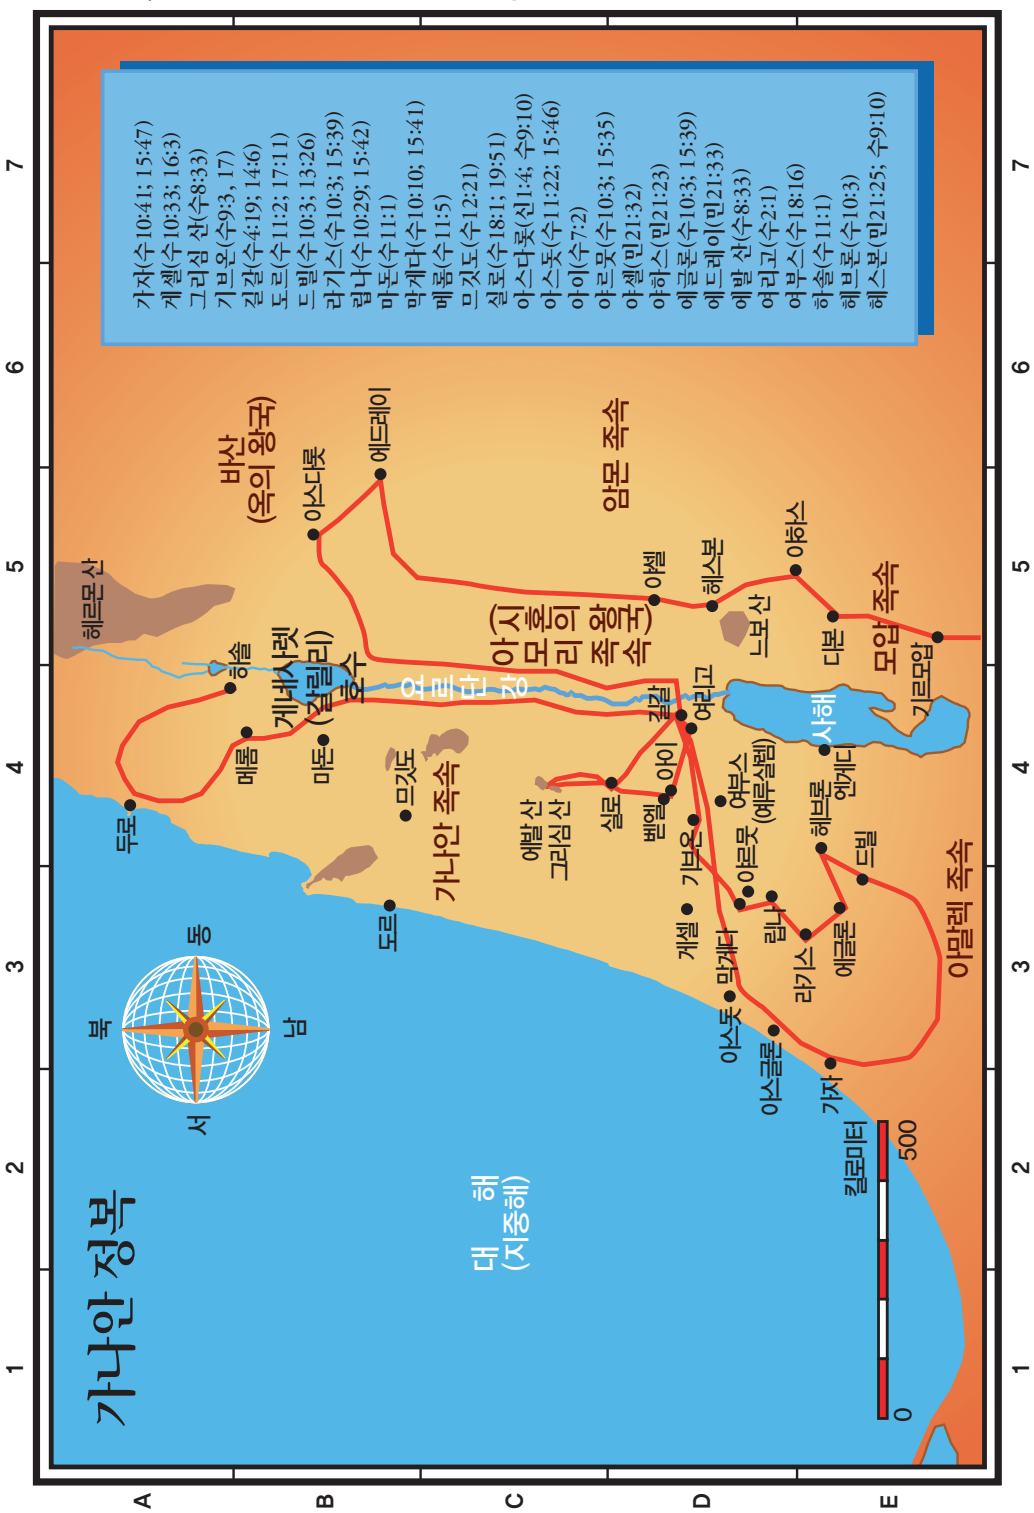 가나안 정복
북
동
서
남
가자(수10:41; 15:47)
게셀(수10:33; 16:3)
그리심 산(수8:33)
기브온(수9:3, 17)
길갈(수4:19; 14:6)
도르(수11:2; 17:11)
드빌(수10:3; 13:26)
라기스(수10:3; 15:39)
립나(수10:29; 15:42)
마돈(수11:1)
막게다(수10:10; 15:41)
메롬(수11:5)
므깃도(수12:21)
실로(수18:1; 19:51)
아스다롯(신1:4; 수9:10)
아스돗(수11:22; 15:46)
아이(수7:2)
야르뭇(수10:3; 15:35)
야셀(민21:32)
야하스(민21:23)
에글론(수10:3; 15:39)
에드레이(민21:33)
에발 산(수8:33)
여리고(수2:1)
여부스(수18:16)
하솔(수11:1)
헤브론(수10:3)
헤스본(민21:25; 수9:10)
헤르몬 산
바산
(옥의 왕국)
아스다롯
에드레이
암몬 족속
하솔
게네사렛
(갈릴리)
호수
두로
메롬
마돈
므깃도
도르
가나안 족속
요르단 강
(시혼의 왕국)
아모리 족속
야셀
헤스본
느보 산
야하스
디본
모압 족속
기르모압
에발 산
그리심 산
실로
벧엘
아이
길갈
여리고
기브온
여부스
(예루살렘)
사해
엔게디
헤브론
드빌
야르뭇
게셀
막게다
립나
라기스
에글론
아말렉 족속
아스돗
아스글론
가자
대 해
(지중해)
킬로미터
0
500
1
2
3
4
5
6
7
1
2
3
4
5
6
7
A
B
C
D
E